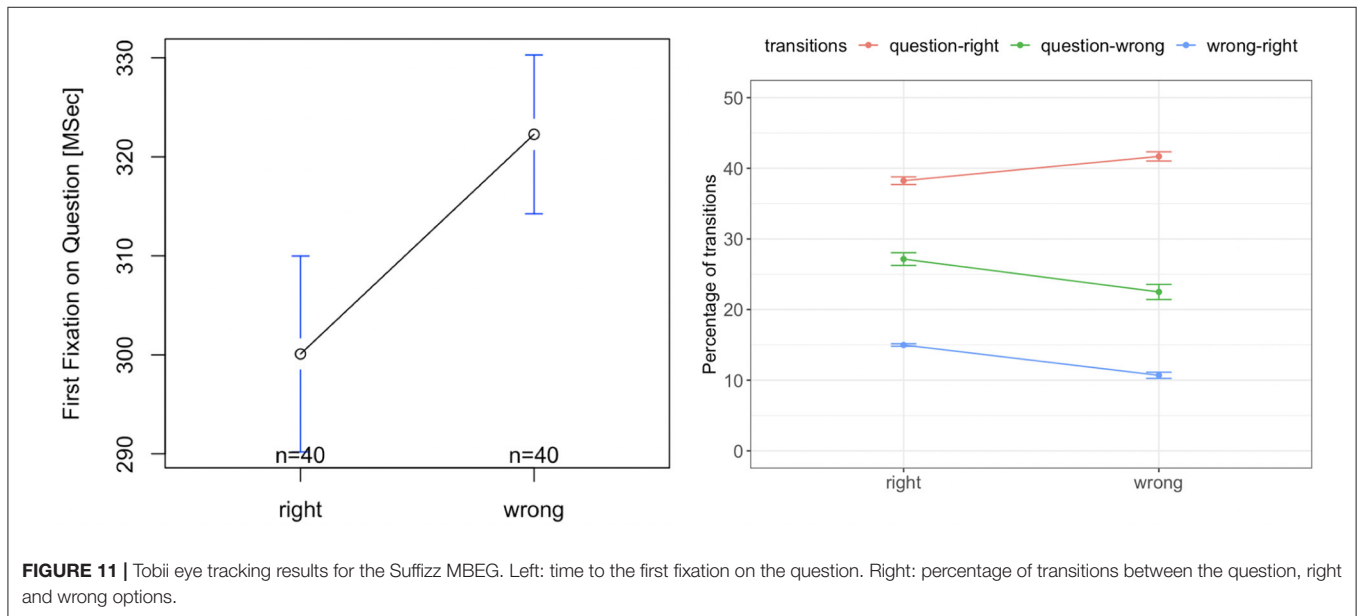 First Fixation on Question [MSec]
330
320
310
300
290
n=40 n=40
right wrong
transitions question-right question-wrong wrong-right
Percentage of transitions
50
40
30
20
10
0
right wrong
FIGURE 11 | Tobii eye tracking results for the Suffizz MBEG. Left: time to the first fixation on the question. Right: percentage of transitions between the question, right
and wrong options.